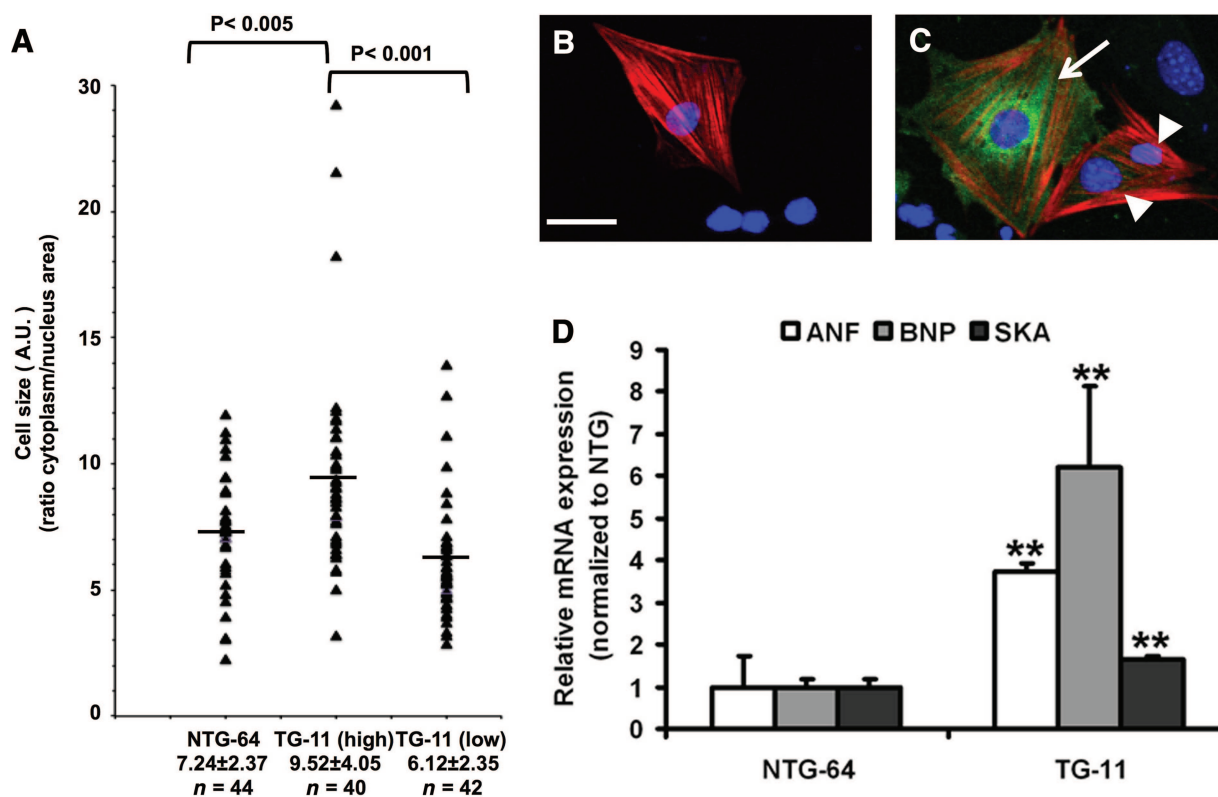 A
P< 0.005
P< 0.001
Cell size ( A.U. )
(ratio cytoplasm/nucleus area)
30
25
20
15
10
5
0
NTG-64 TG-11 (high) TG-11 (low)
7.24±2.37 9.52±4.05 6.12±2.35
n = 44 n = 40 n = 42
B
C
D
ANF BNP SKA
Relative mRNA expression
(normalized to NTG)
9
8
7
6
5
4
3
2
1
0
**
**
**
NTG-64 TG-11